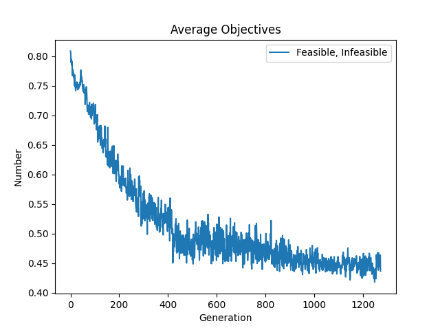 Average Objectives
Feasible, Infeasible
0.80
0.75
0.70
0.65
0.60
0.55
0.50
0.45
0.40
Number
0 200 400 600 800 1000 1200
Generation